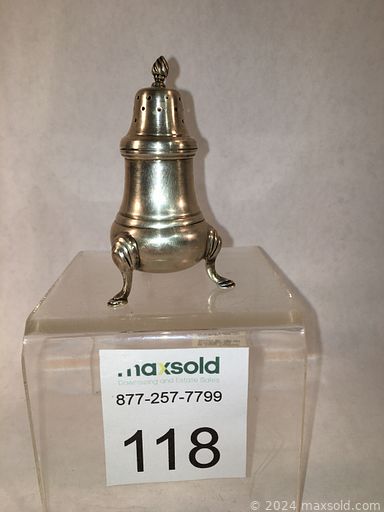 maxsold
Downsizing and Estate Sales
877-257-7799
118
© 2024 maxsold.com